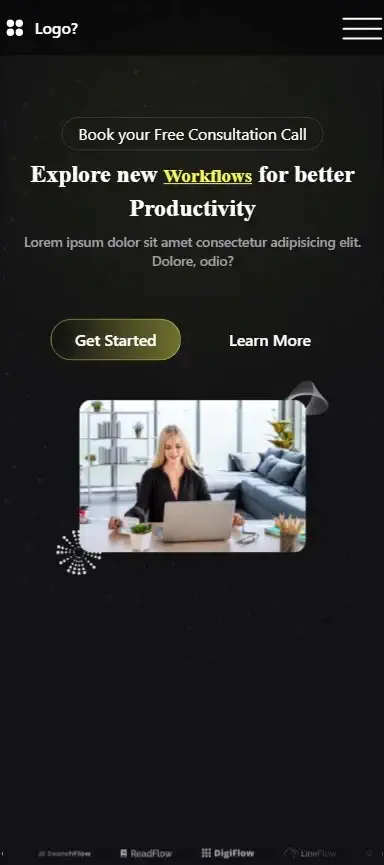 Logo?
Book your Free Consultation Call
Explore new Workflows for better
Productivity
Lorem ipsum dolor sit amet consectetur adipisicing elit.
Dolore, odio?
Get Started
Learn More
SearchFlow
ReadFlow
DigiFlow
LineFlow